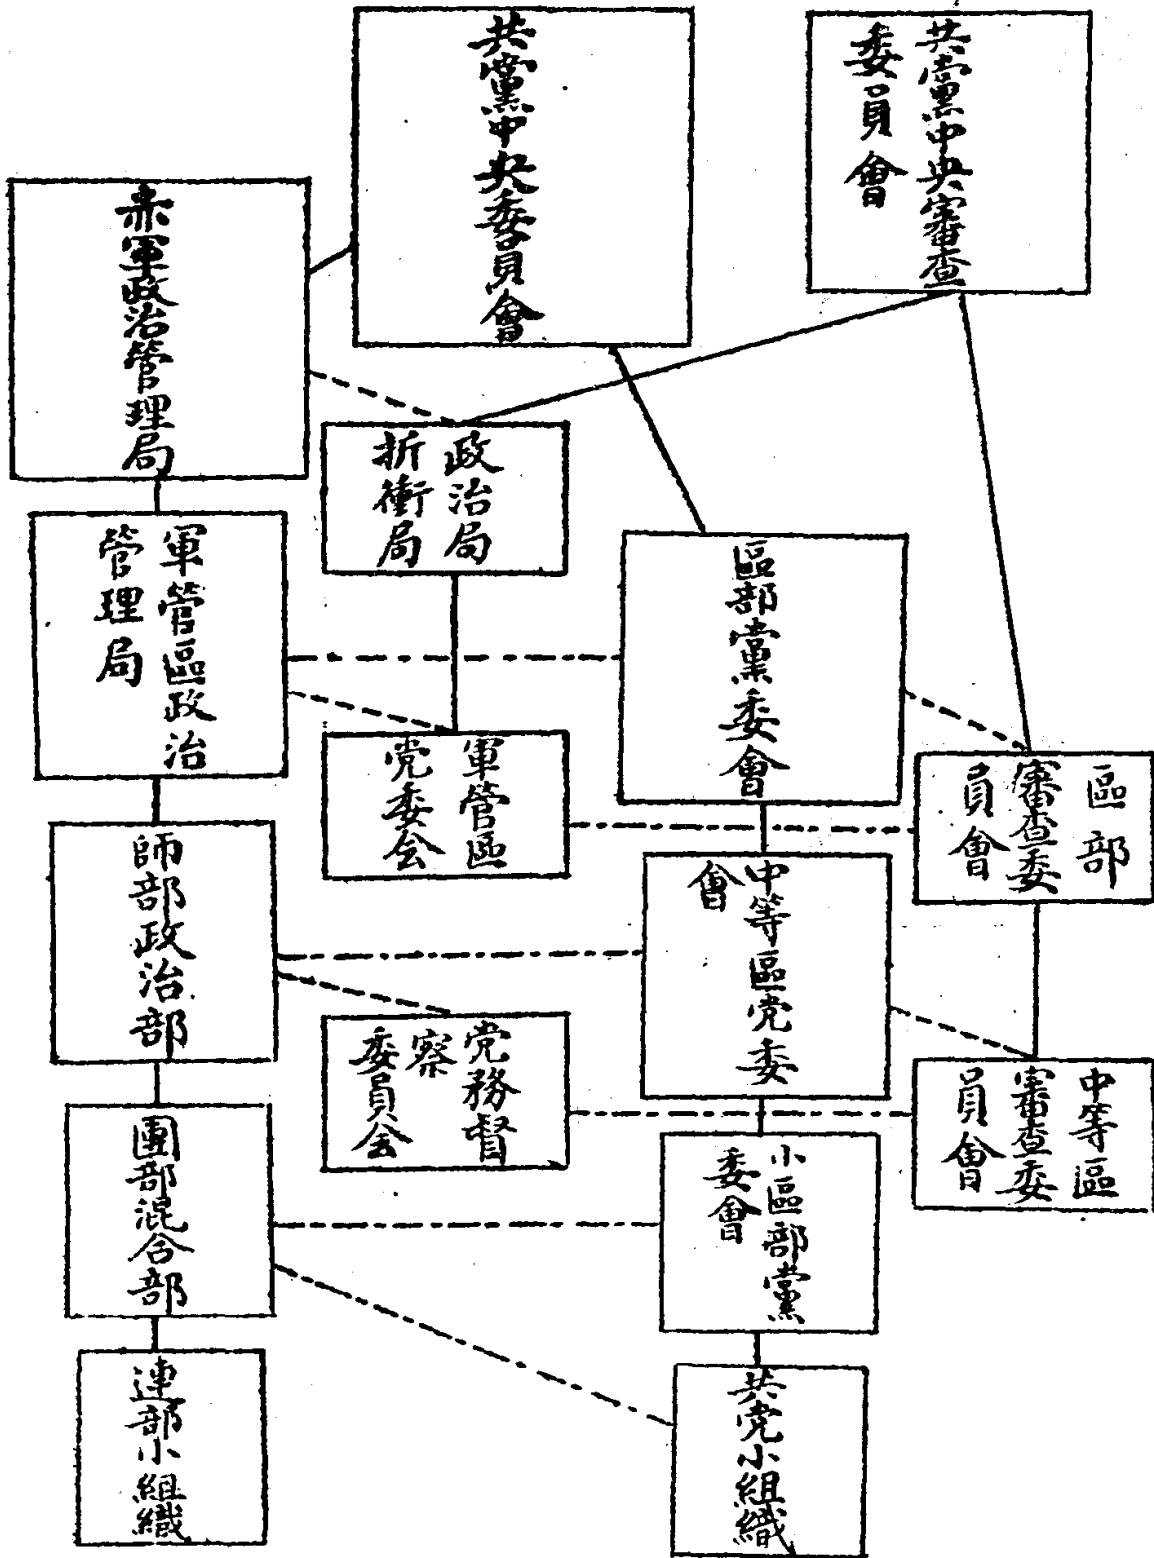 共黨中央審查
委員會
共黨中央委員會
赤軍政治管理局
政治局
折衝局
軍管區政治
管理局
區部黨委會
軍管區
党委会
區部
審查委
員會
師部政治部
中等區党委
會
党務督
察
委員会
中等區
審查委
員會
團部混合部
小區部黨
委會
連部小組織
共党小組織